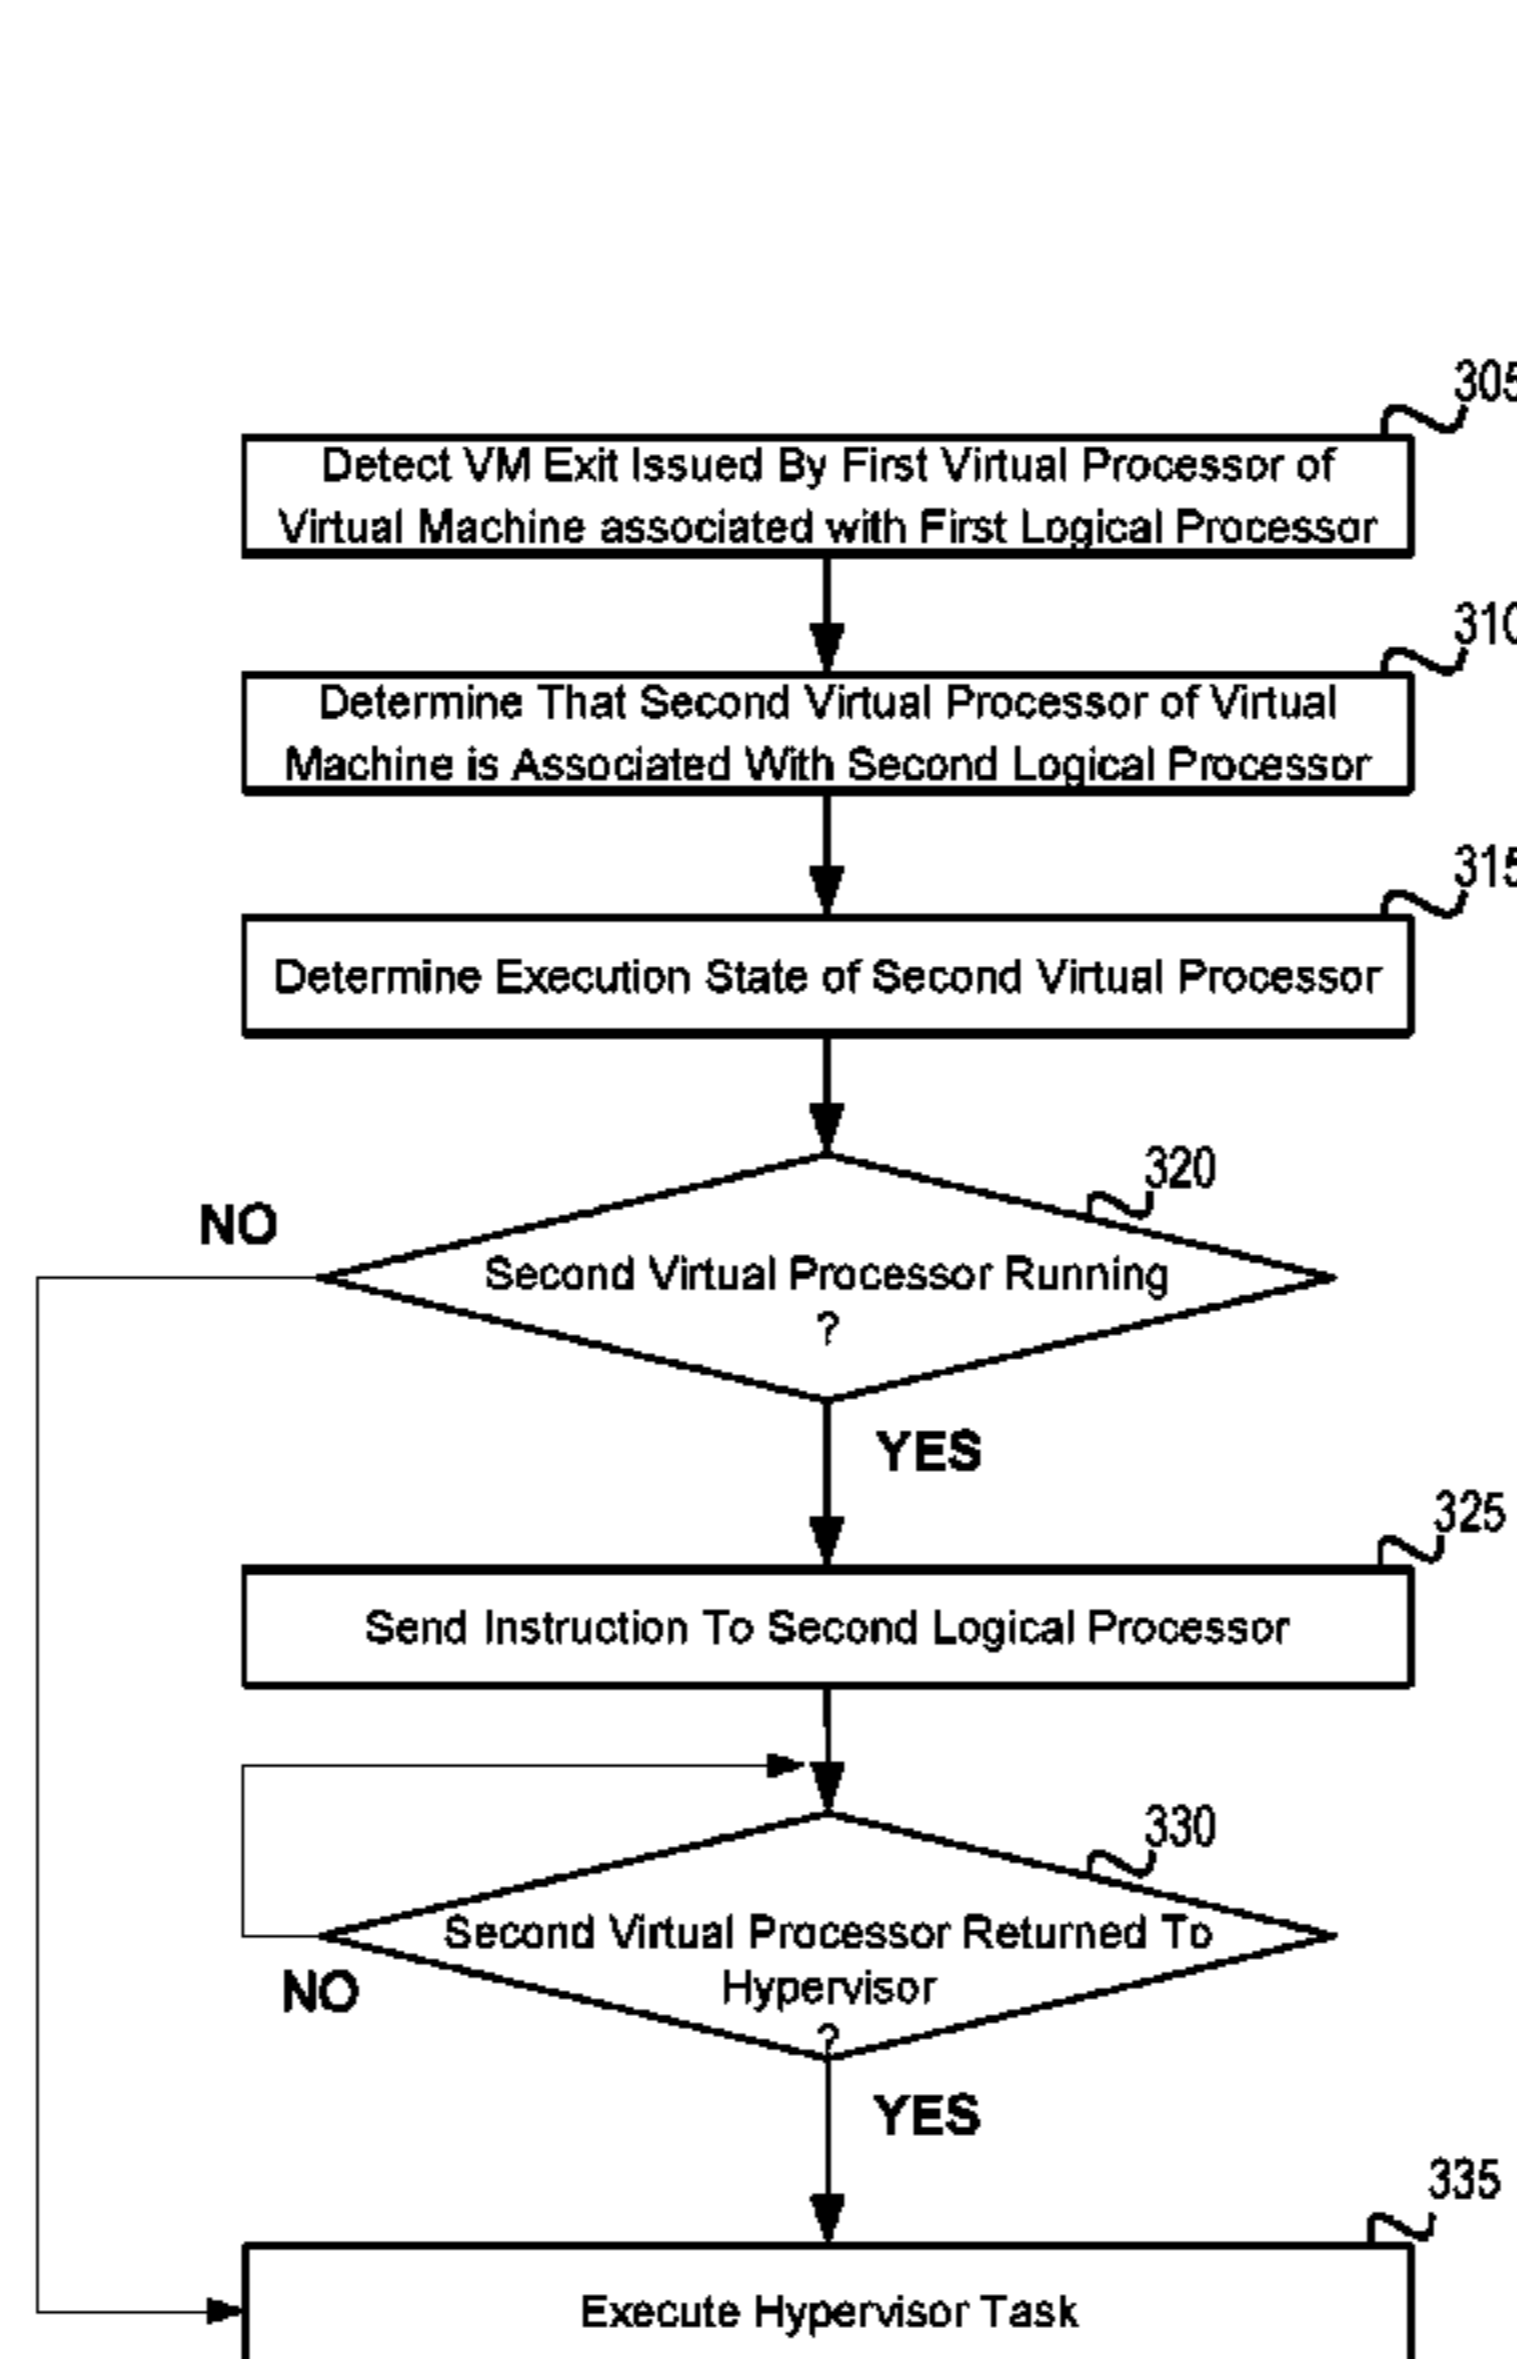 305
Detect VM Exit Issued By First Virtual Processor of
Virtual Machine associated with First Logical Processor
310
Determine That Second Virtual Processor of Virtual
Machine is Associated With Second Logical Processor
315
Determine Execution State of Second Virtual Processor
320
NO
Second Virtual Processor Running
?
YES
325
Send Instruction To Second Logical Processor
330
Second Virtual Processor Returned To
Hypervisor
?
NO
YES
335
Execute Hypervisor Task